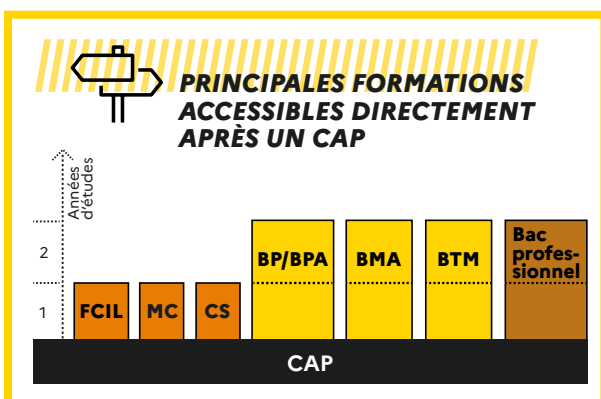 PRINCIPALES FORMATIONS
ACCESSIBLES DIRECTEMENT
APRÈS UN CAP
Années
d'études
2
1
FCIL
MC
CS
BP/BPA
BMA
BTM
Bac
profes-
sionnel
CAP